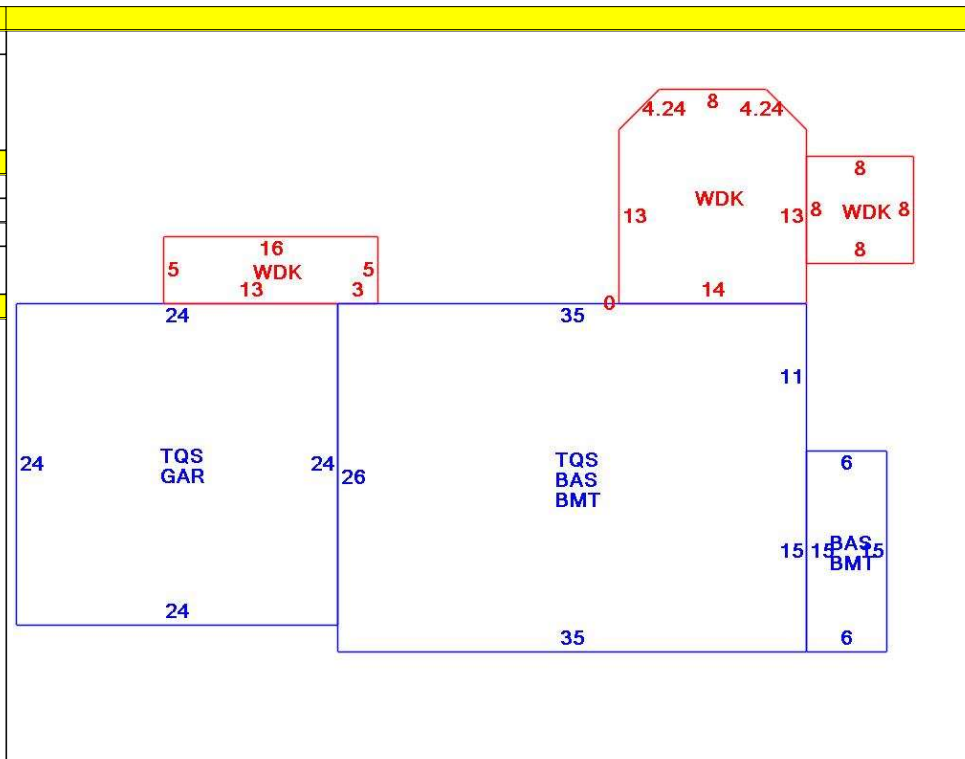 4.24 8 4.24
8
WDK
13 13 8 WDK 8
16
8
5 WDK 5
13 3 14
0
24 35
11
TQS
GAR
24 24 26
TQS
BAS
BMT
6
15 15 BAS 15
BMT
24
35 6